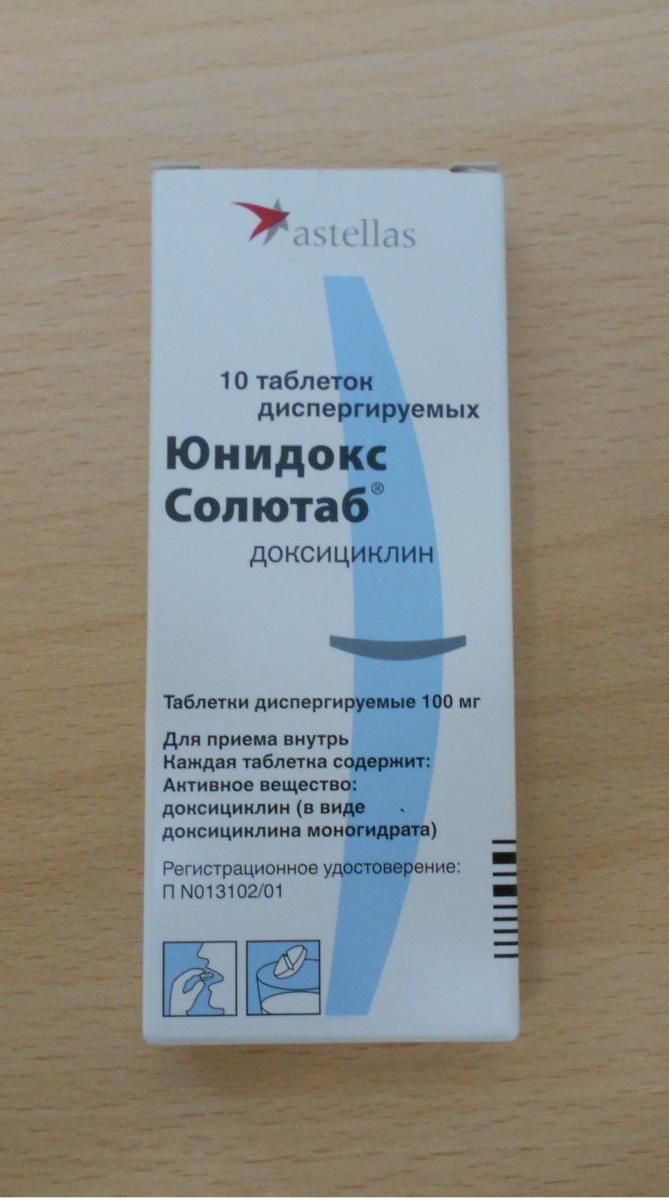 astellas
10 таблеток
диспергируемых
Юнидокс
Солютаб®
доксициклин
Таблетки диспергируемые 100 мг
Для приема внутрь
Каждая таблетка содержит:
Активное вещество:
доксициклин (в виде
доксициклина моногидрата)
Регистрационное удостоверение:
П N013102/01